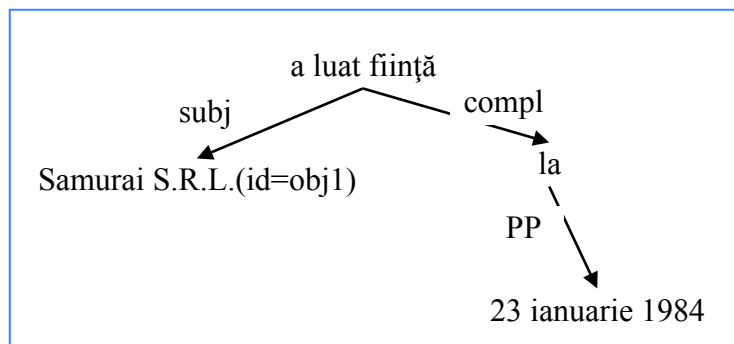 a luat ființă
subj
compl
Samurai S.R.L.(id=obj1)
la
PP
23 ianuarie 1984